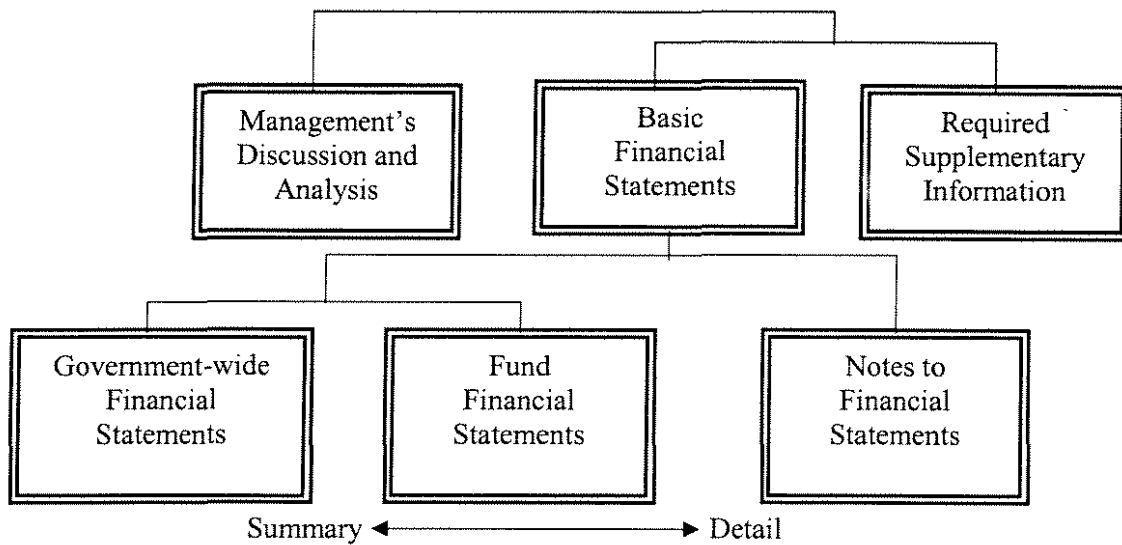 Management's
Discussion and
Analysis
Basic
Financial
Statements
Required
Supplementary
Information
Government-wide
Financial
Statements
Fund
Financial
Statements
Notes to
Financial
Statements
Summary
Detail